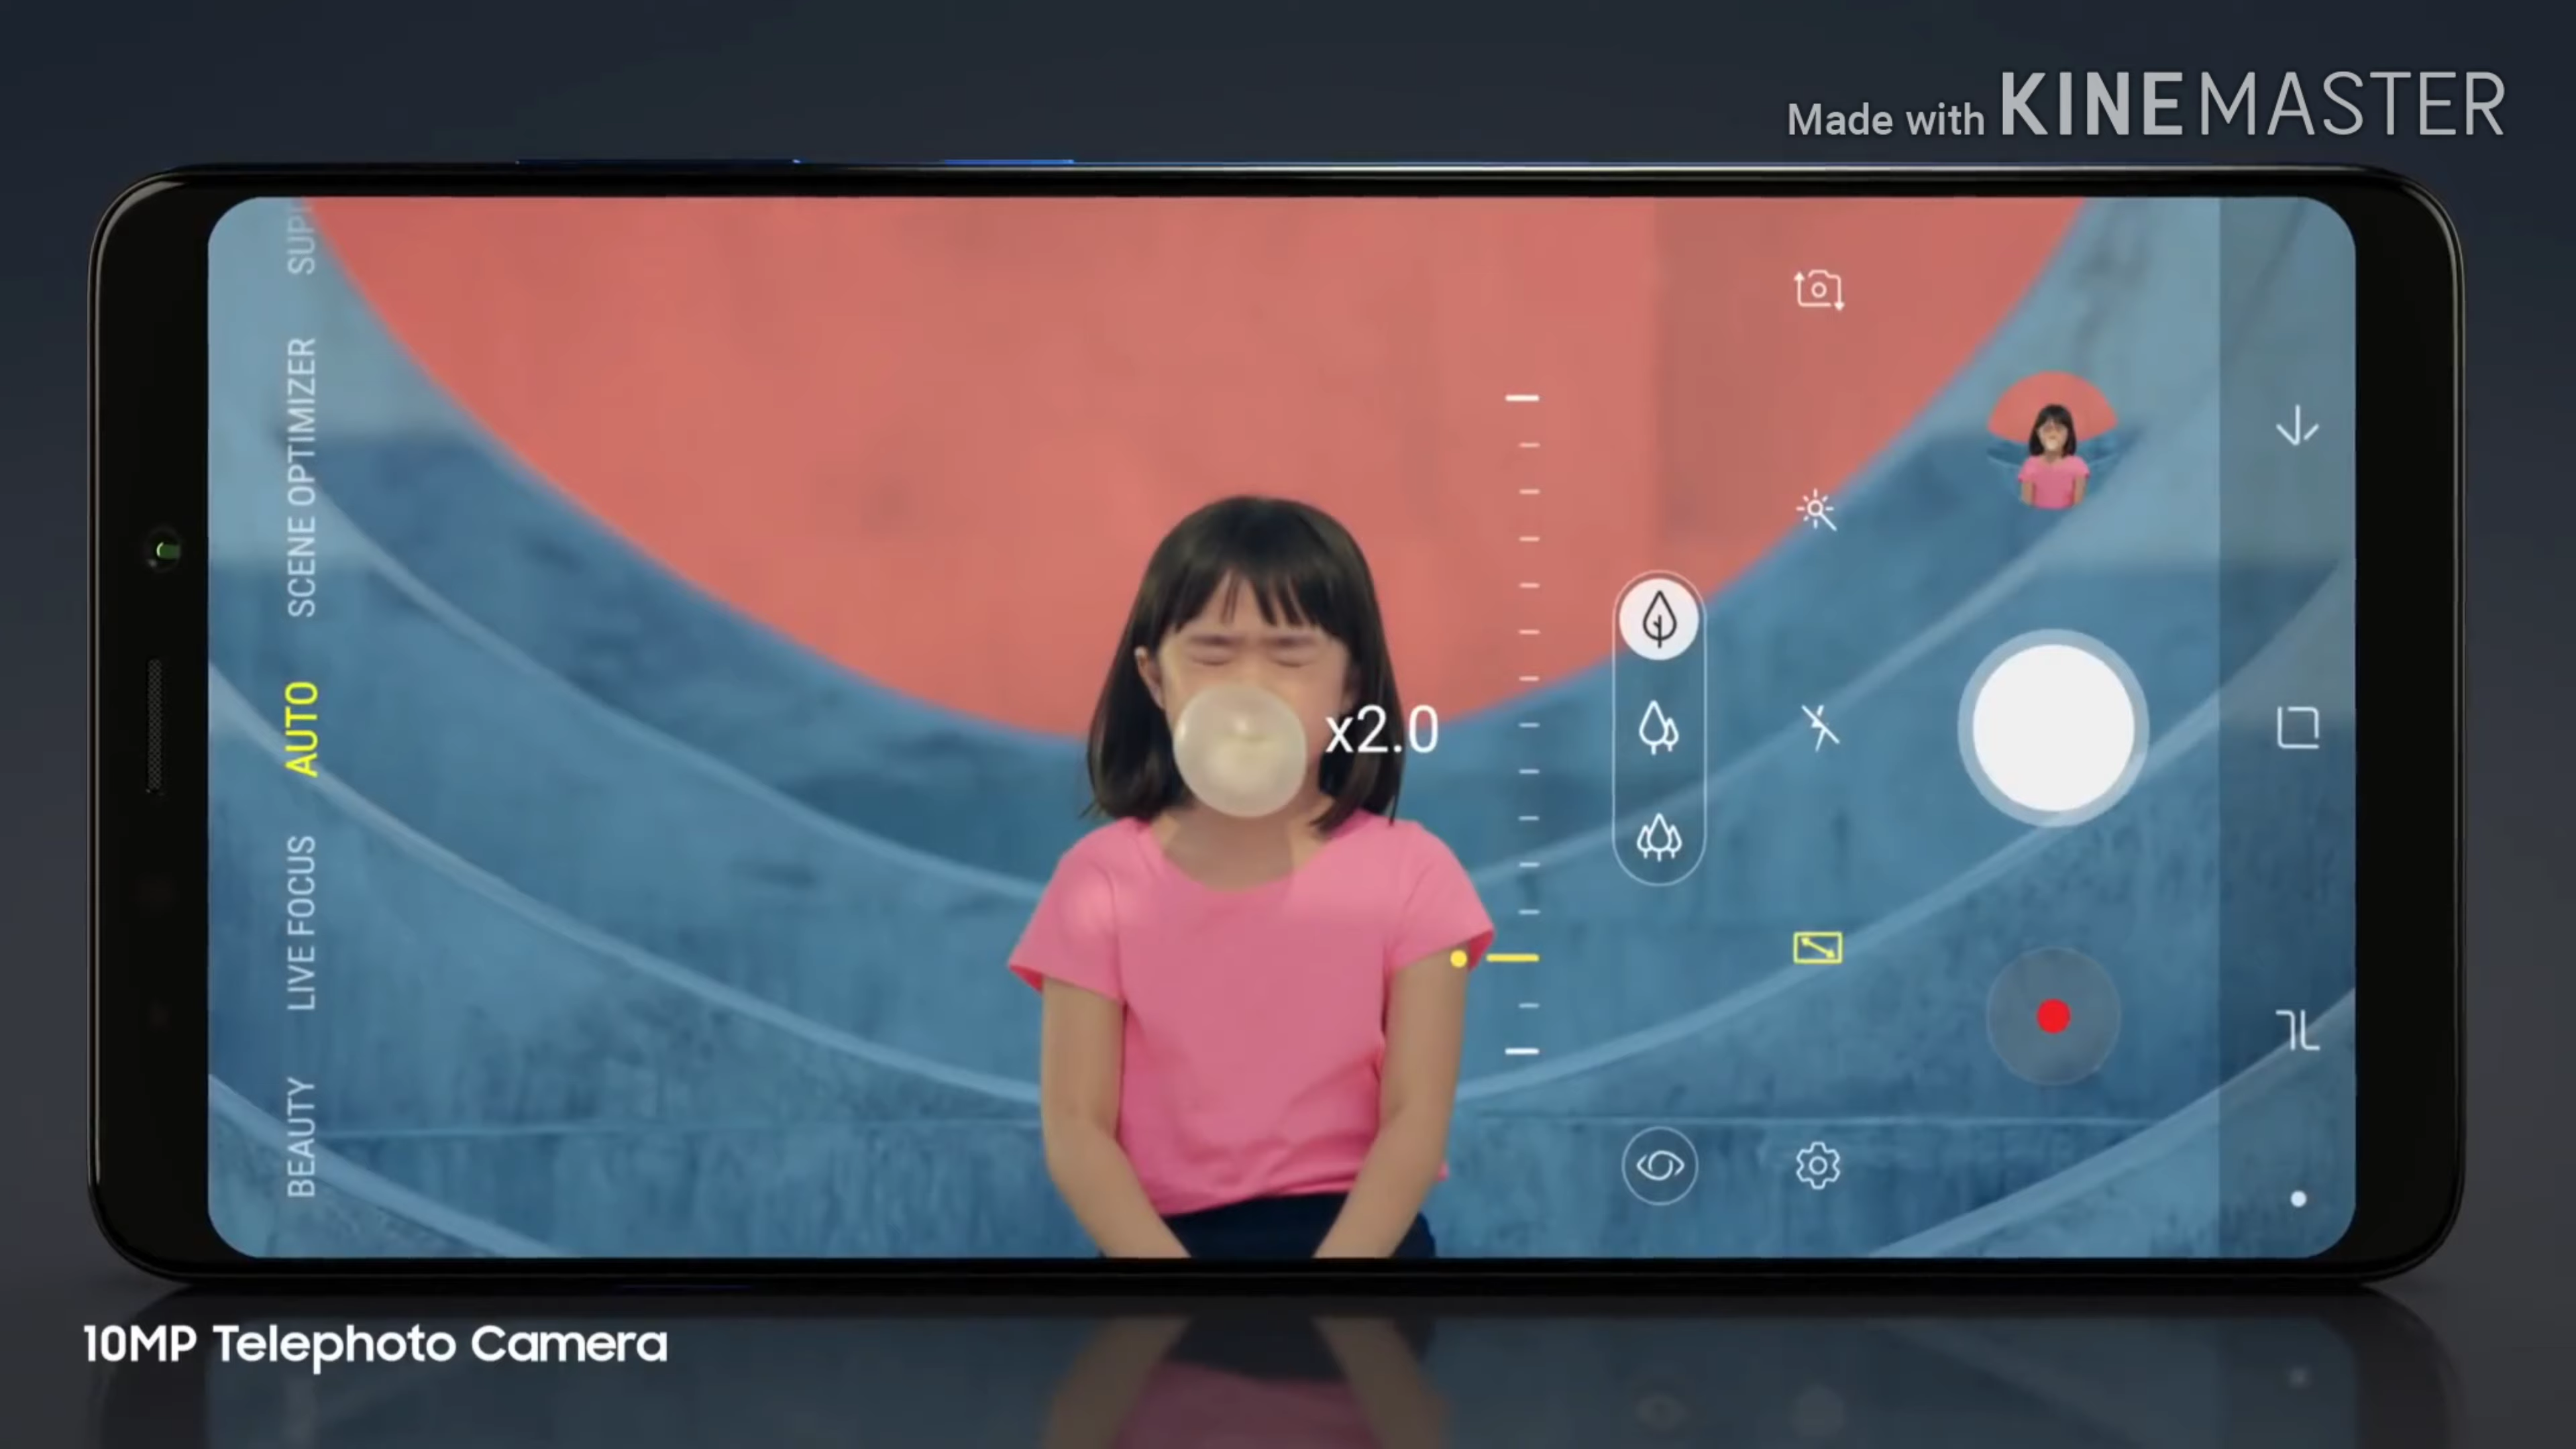 Made with KINEMASTER
SCENE OPTIMIZER
AUTO
LIVE FOCUS
BEAUTY
x2.0
10MP Telephoto Camera